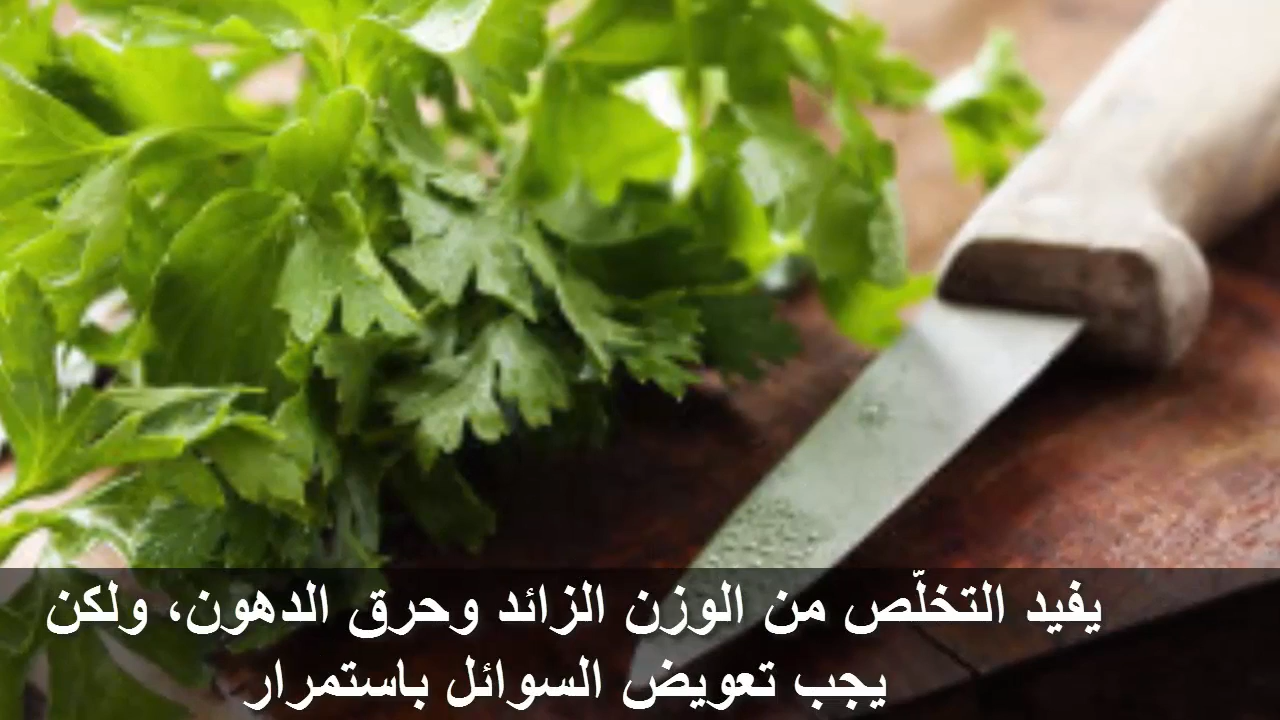 يفيد التخلّص من الوزن الزائد وحرق الدهون، ولكن
يجب تعويض السوائل باستمرار